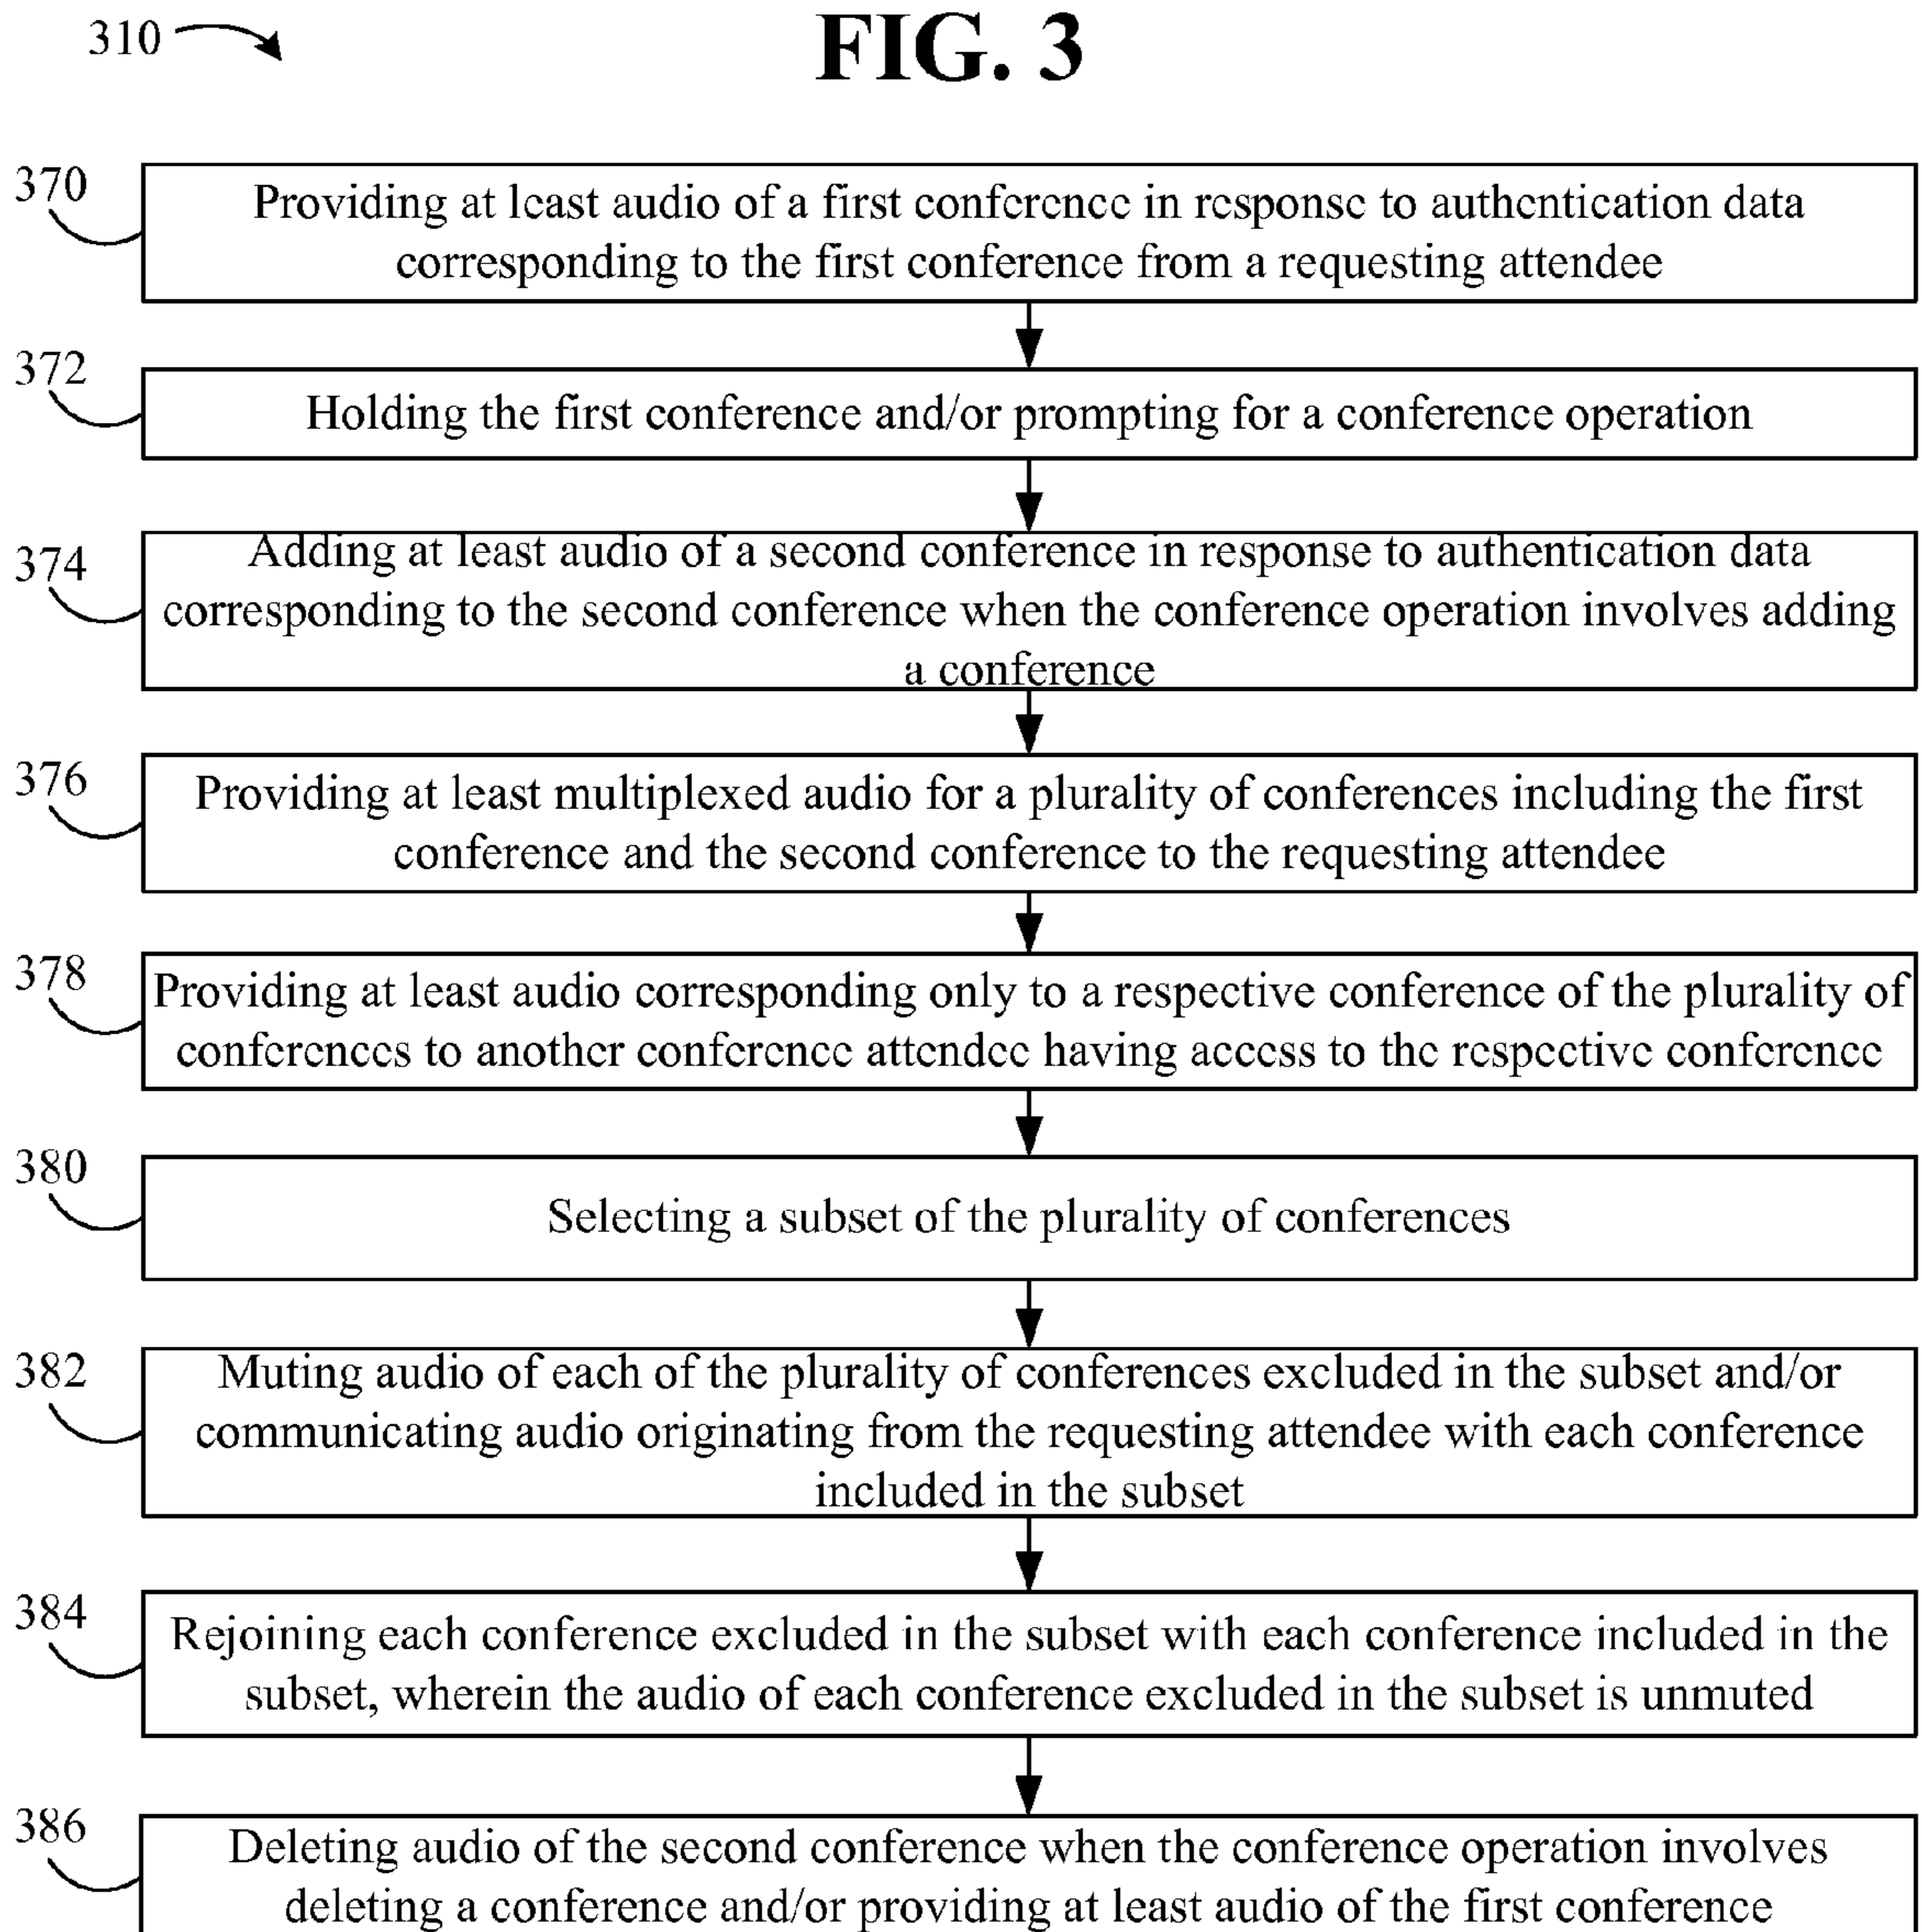 310
FIG. 3
370
Providing at least audio of a first conference in response to authentication data
corresponding to the first conference from a requesting attendee
372
Holding the first conference and/or prompting for a conference operation
374
Adding at least audio of a second conference in response to authentication data
corresponding to the second conference when the conference operation involves adding
a conference
376
Providing at least multiplexed audio for a plurality of conferences including the first
conference and the second conference to the requesting attendee
378
Providing at least audio corresponding only to a respective conference of the plurality of
conferences to another conference attendee having access to the respective conference
380
Selecting a subset of the plurality of conferences
382
Muting audio of each of the plurality of conferences excluded in the subset and/or
communicating audio originating from the requesting attendee with each conference
included in the subset
384
Rejoining each conference excluded in the subset with each conference included in the
subset, wherein the audio of each conference excluded in the subset is unmuted
386
Deleting audio of the second conference when the conference operation involves
deleting a conference and/or providing at least audio of the first conference